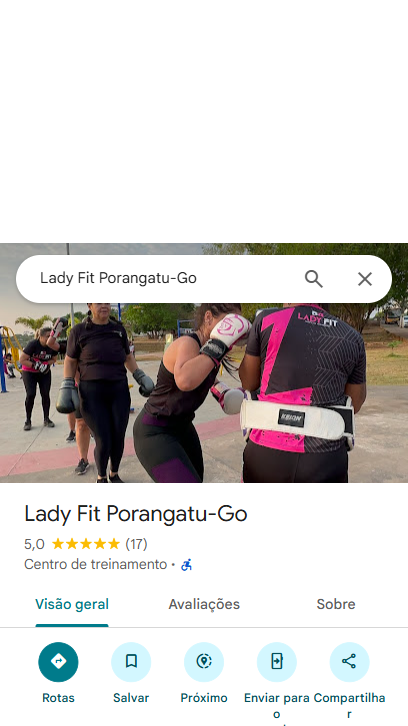 Lady Fit Porangatu-Go
LADY FIT
KEIGN
Lady Fit Porangatu-Go
5,0 (17)
Centro de treinamento ·
Visão geral Avaliações Sobre
Rotas Salvar Próximo Enviar para o Compartilhar